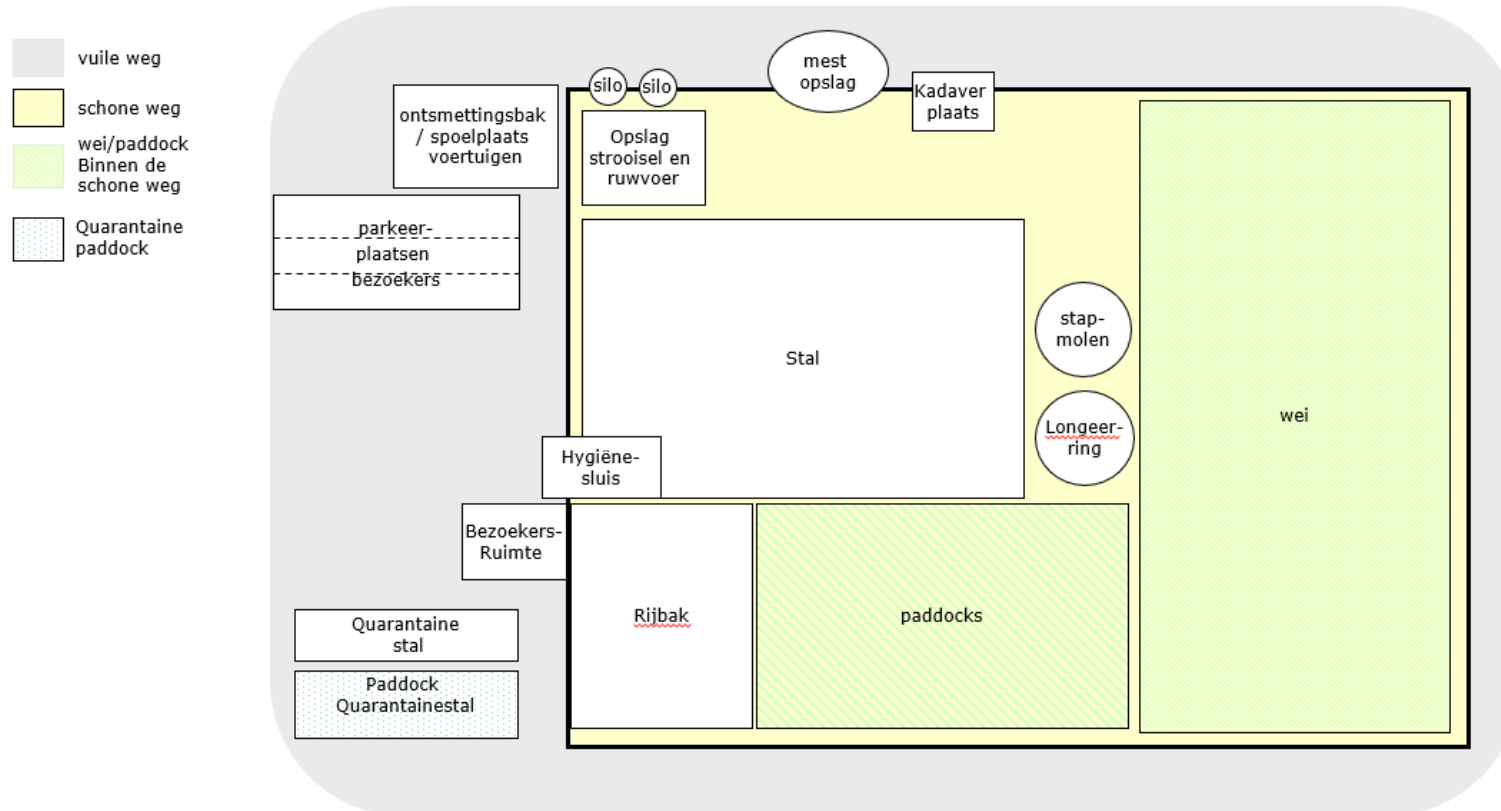 vuile weg
schone weg
wei/paddock
Binnen de
schone weg
Quarantaine
paddock
ontsmettingsbak
/ spoelplaats
voertuigen
silo
silo
mest
opslag
Kadaver
plaats
Opslag
strooisel en
ruwvoer
parkeer-
plaatsen
bezoekers
Stal
stap-
molen
Longeer-
ring
wei
Hygiëne-
sluis
Bezoekers-
Ruimte
Rijbak
paddocks
Quarantaine
stal
Paddock
Quarantainestal